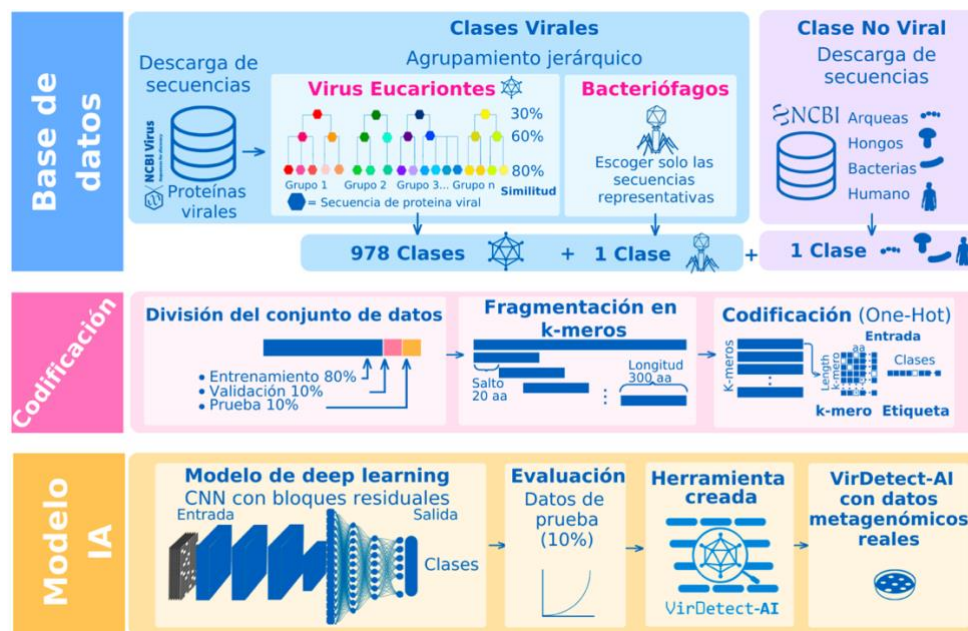 Base de
datos
Clases Virales
Agrupamiento jerárquico
Descarga de
secuencias
NCBI Virus
Proteínas
virales
Virus Eucariontes
30%
60%
80%
Grupo 1
Grupo 2
Grupo 3...
Grupo n
Similitud
= Secuencia de proteina viral
Bacteriófagos
Escoger solo las
secuencias
representativas
Clase No Viral
Descarga de
secuencias
NCBI
Arqueas
Hongos
Bacterias
Humano
978 Clases
+ 1 Clase
+ 1 Clase
Codificación
División del conjunto de datos
• Entrenamiento 80%
• Validación 10%
• Prueba 10%
Fragmentación en
k-meros
Salto
20 aa
Longitud
300 aa
Codificación (One-Hot)
K-meros
Length
k-mero
Entrada
aa
Clases
k-mero
Etiqueta
Modelo
IA
Modelo de deep learning
CNN con bloques residuales
Entrada
Salida
Clases
Evaluación
Datos de
prueba
(10%)
Herramienta
creada
VirDetect-AI
VirDetect-AI
con datos
metagenómicos
reales